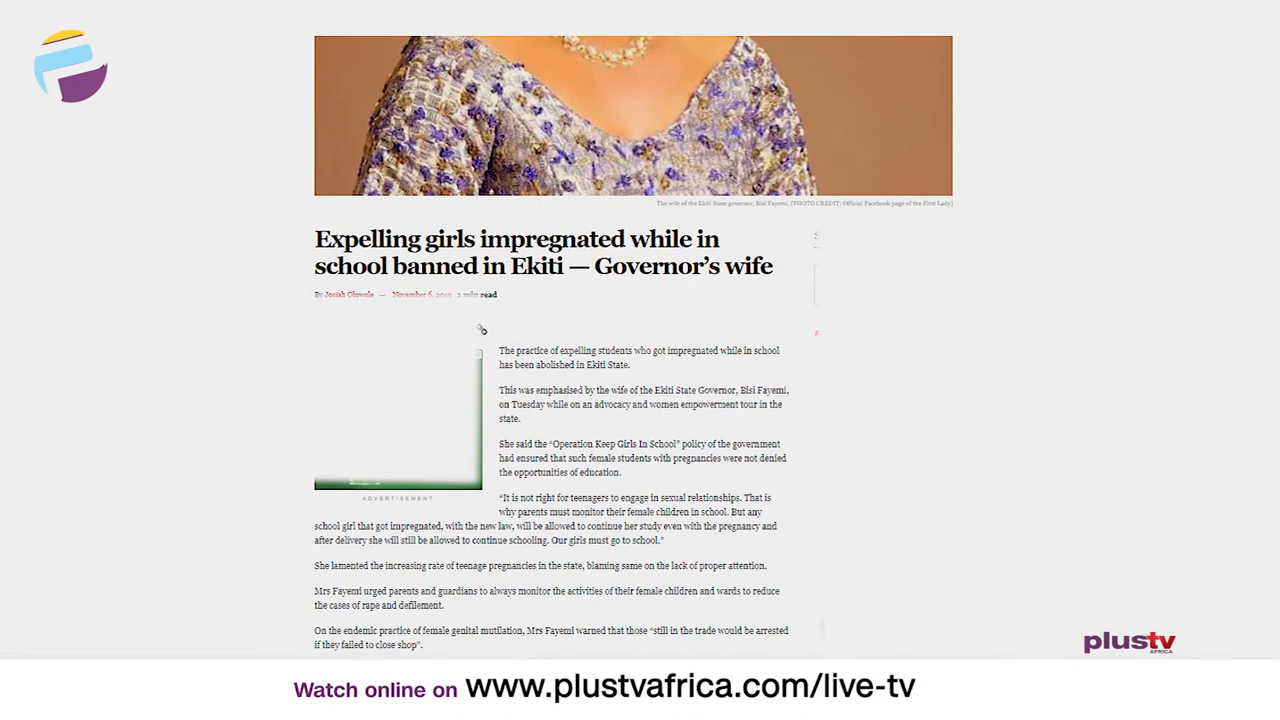 The wife of the Ekiti State governor, Bisi Fayemi. [PHOTO CREDIT: Official Facebook page of the First Lady]
Expelling girls impregnated while in
school banned in Ekiti — Governor's wife
By Josiah Oluwole — November 6, 2019 2 min read
The practice of expelling students who got impregnated while in school
has been abolished in Ekiti State.
This was emphasised by the wife of the Ekiti State Governor, Bisi Fayemi,
on Tuesday while on an advocacy and women empowerment tour in the
state.
She said the “Operation Keep Girls In School” policy of the government
had ensured that such female students with pregnancies were not denied
the opportunities of education.
“It is not right for teenagers to engage in sexual relationships. That is
why parents must monitor their female children in school. But any
ADVERTISEMENT
school girl that got impregnated, with the new law, will be allowed to continue her study even with the pregnancy and
after delivery she will still be allowed to continue schooling. Our girls must go to school.”
She lamented the increasing rate of teenage pregnancies in the state, blaming same on the lack of proper attention.
Mrs Fayemi urged parents and guardians to always monitor the activities of their female children and wards to reduce
the cases of rape and defilement.
On the endemic practice of female genital mutilation, Mrs Fayemi warned that those “still in the trade would be arrested
if they failed to close shop”.
plustv
AFRICA
Watch online on www.plustvafrica.com/live-tv